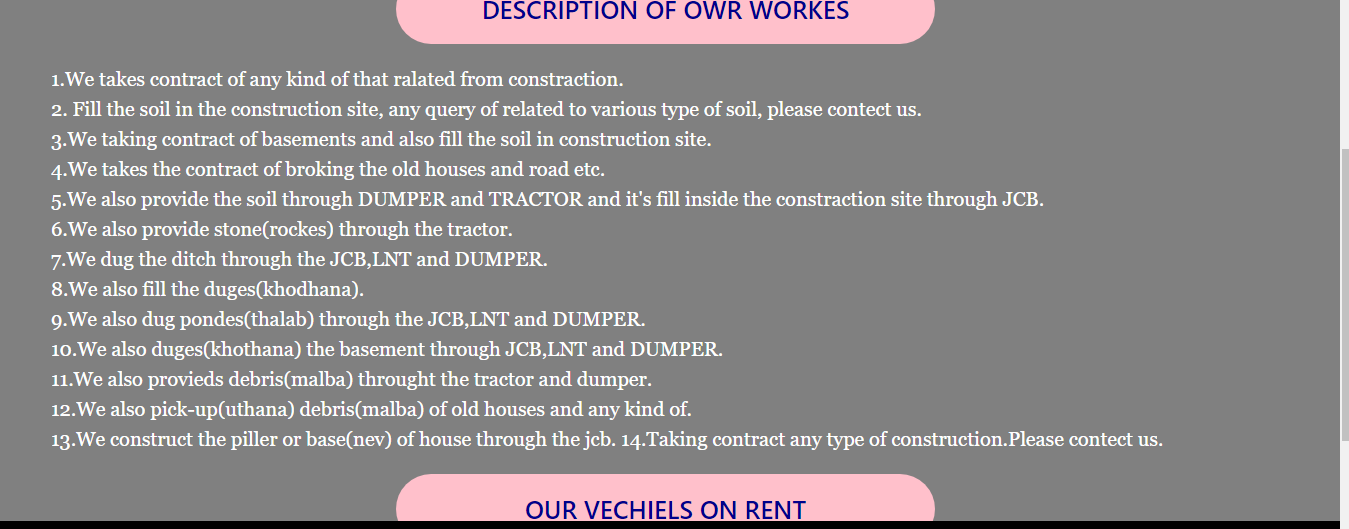 DESCRIPTION OF OWR WORKES
1.We takes contract of any kind of that ralated from constraction.
2. Fill the soil in the construction site, any query of related to various type of soil, please contect us.
3.We taking contract of basements and also fill the soil in construction site.
4.We takes the contract of broking the old houses and road etc.
5.We also provide the soil through DUMPER and TRACTOR and it's fill inside the constraction site through JCB.
6.We also provide stone(rockes) through the tractor.
7.We dug the ditch through the JCB,LNT and DUMPER.
8.We also fill the duges(khodhana).
9.We also dug pondes(thalab) through the JCB,LNT and DUMPER.
10.We also duges(khothana) the basement through JCB,LNT and DUMPER.
11.We also provieds debris(malba) throught the tractor and dumper.
12.We also pick-up(uthana) debris(malba) of old houses and any kind of.
13.We construct the piller or base(nev) of house through the jcb. 14.Taking contract any type of construction.Please contect us.
OUR VECHIELS ON RENT